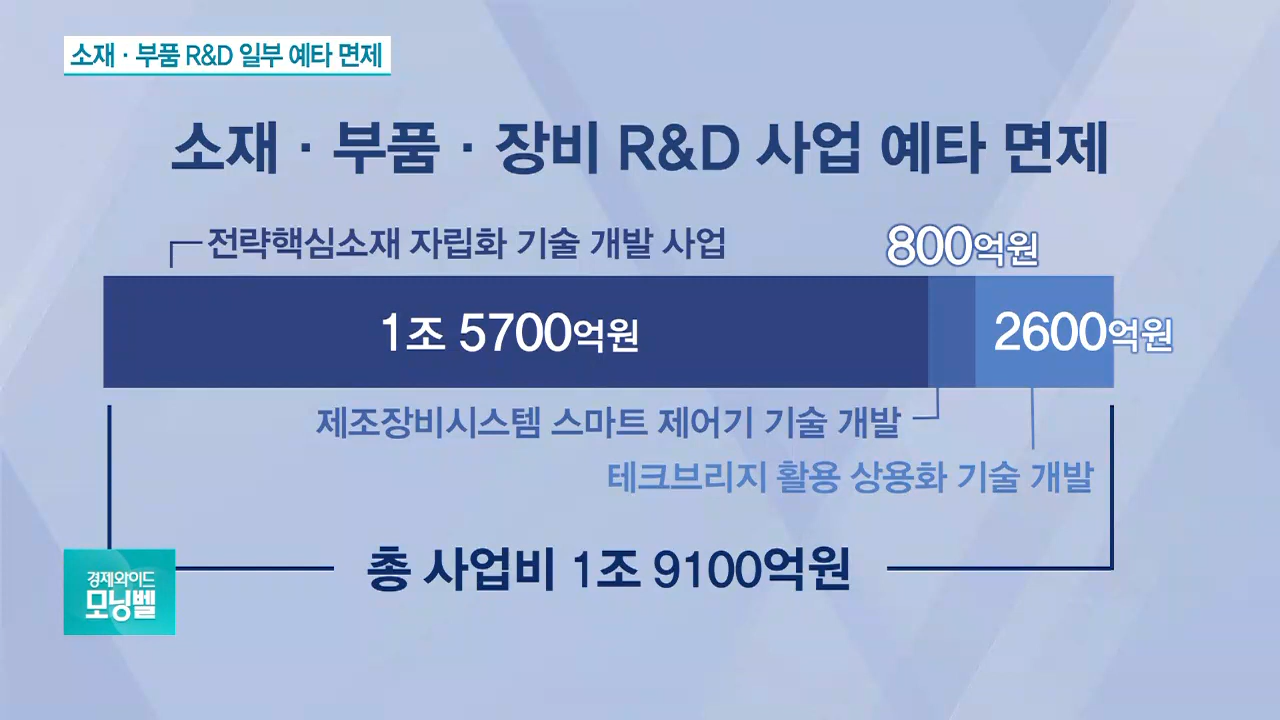 소재 · 부품 R&D 일부 예타 면제
소재 · 부품 · 장비 R&D 사업 예타 면제
전략핵심소재 자립화 기술 개발 사업
800억원
1조 5700억원
2600억원
제조장비시스템 스마트 제어기 기술 개발
테크브리지 활용 상용화 기술 개발
총 사업비 1조 9100억원
경제와이드
모닝벨